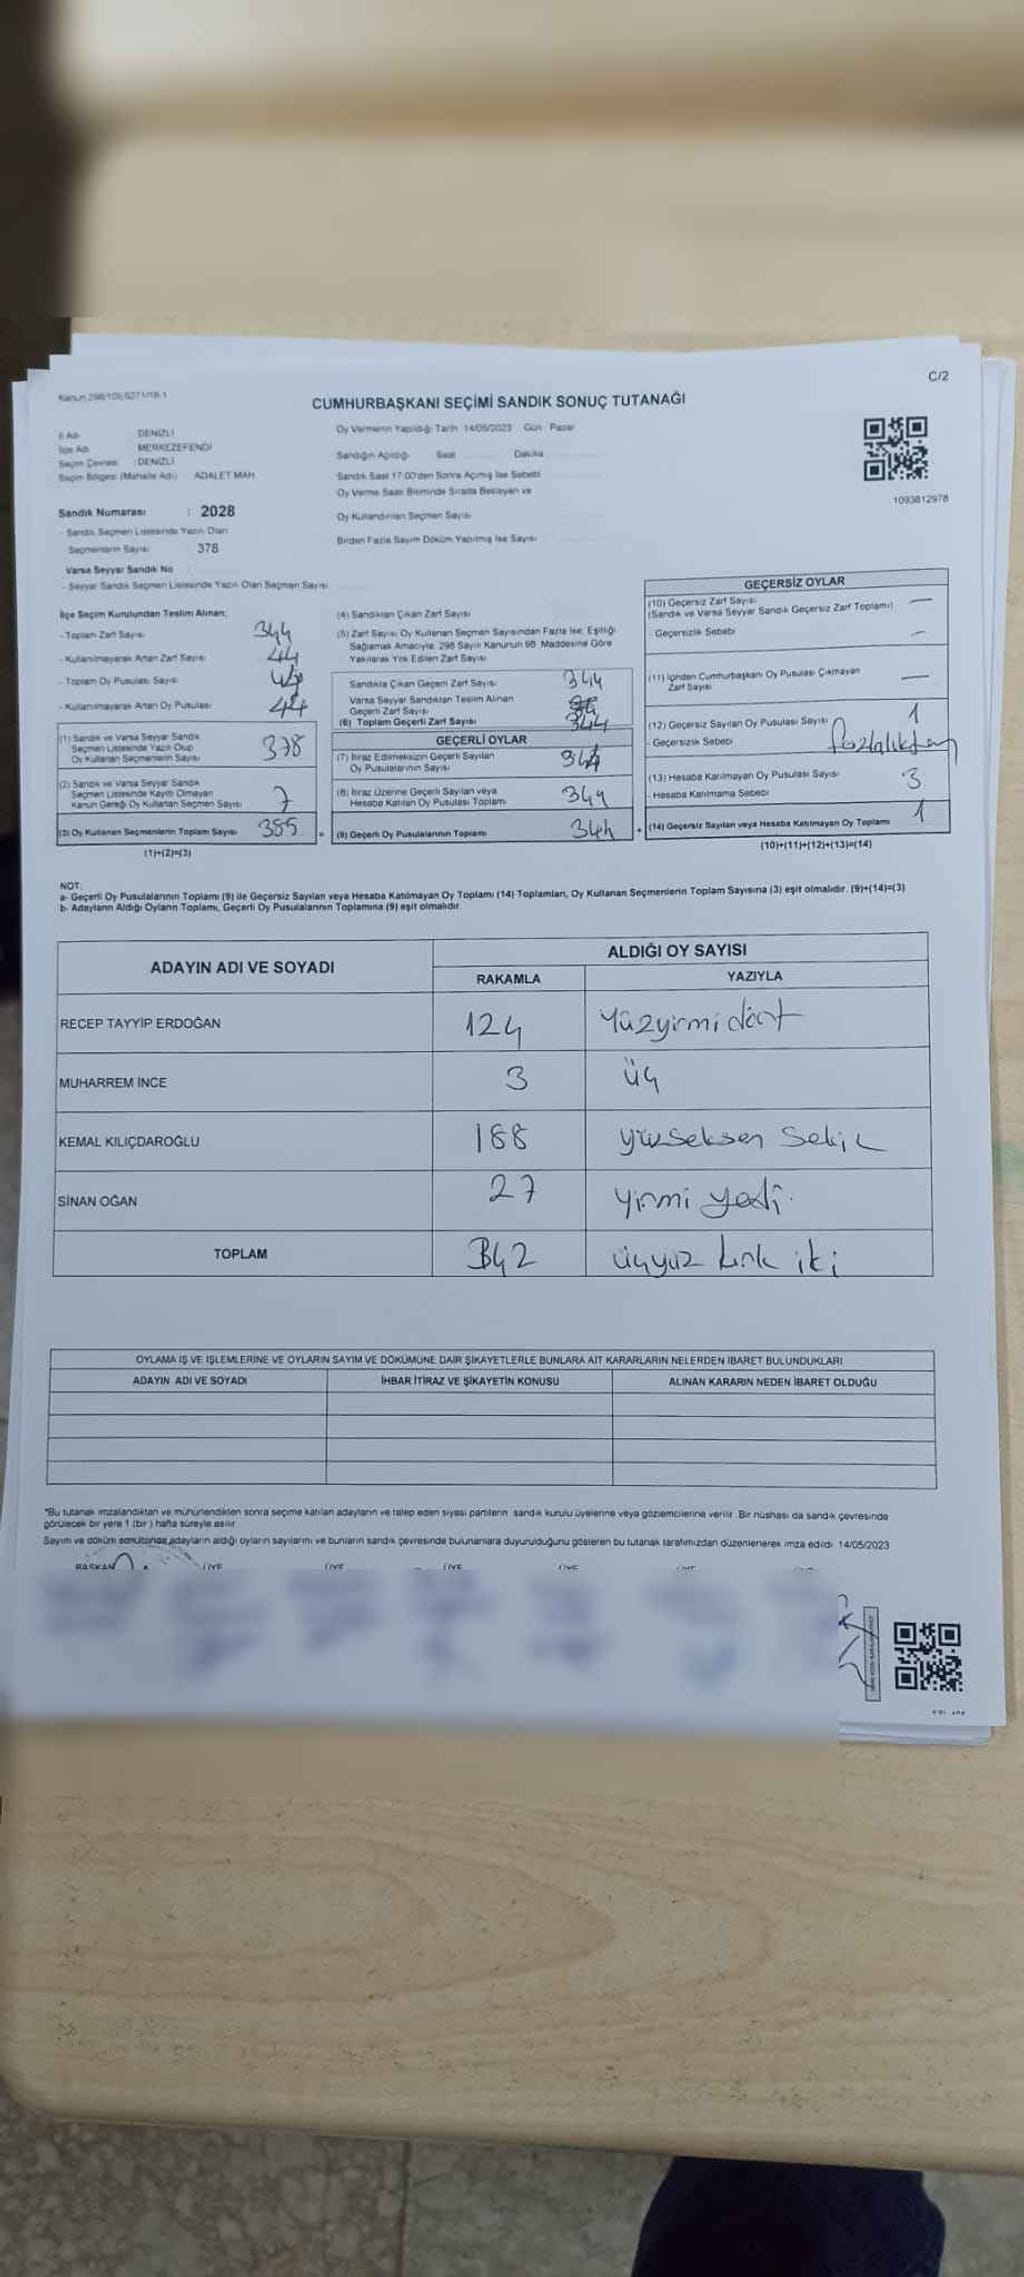 C/2
Kanun 298/105, 6271/18-1
CUMHURBAŞKANI SEÇİMİ SANDIK SONUÇ TUTANAĞI
İl Adı : DENİZLİ
İlçe Adı : MERKEZEFENDİ
Seçim Çevresi : DENİZLİ
Seçim Bölgesi (Mahalle Adı) : ADALET MAH
Sandık Numarası : 2028
- Sandık Seçmen Listesinde Yazılı Olan
Seçmenlerin Sayısı 378
Varsa Seyyar Sandık No :
- Seyyar Sandık Seçmen Listesinde Yazılı Olan Seçmen Sayısı
Oy Vermenin Yapıldığı Tarih : 14/05/2023 Gün : Pazar
Sandığın Açıldığı Saat Dakika
Sandık Saat 17:00'den Sonra Açılmış İse Sebebi
Oy Verme Saati Bitiminde Sırada Bekleyen ve
Oy Kullandırılan Seçmen Sayısı
Birden Fazla Sayım Döküm Yapılmış İse Sayısı
1093812978
İlçe Seçim Kurulundan Teslim Alınan;
- Toplam Zarf Sayısı 344
- Kullanılmayarak Artan Zarf Sayısı 44
- Toplam Oy Pusulası Sayısı
- Kullanılmayarak Artan Oy Pusulası 44
(1) Sandık ve Varsa Seyyar Sandık
Seçmen Listesinde Yazılı Olup
Oy Kullanan Seçmenlerin Sayısı 378
(2) Sandık ve Varsa Seyyar Sandık
Seçmen Listesinde Kayıtlı Olmayan
Kanun Gereği Oy Kullanan Seçmen Sayısı 7
(3) Oy Kullanan Seçmenlerin Toplam Sayısı 385
(1)+(2)=(3)
(4) Sandıktan Çıkan Zarf Sayısı
(5) Zarf Sayısı Oy Kullanan Seçmen Sayısından Fazla İse, Eşitliği
Sağlamak Amacıyla, 298 Sayılı Kanunun 98. Maddesine Göre
Yakılarak Yok Edilen Zarf Sayısı
Sandıkta Çıkan Geçerli Zarf Sayısı 344
Varsa Seyyar Sandıktan Teslim Alınan
Geçerli Zarf Sayısı
(6) Toplam Geçerli Zarf Sayısı 344
GEÇERLİ OYLAR
(7) İtiraz Edilmeksizin Geçerli Sayılan
Oy Pusulalarının Sayısı 344
(8) İtiraz Üzerine Geçerli Sayılan veya
Hesaba Katılan Oy Pusulası Toplamı 344
(9) Geçerli Oy Pusulalarının Toplamı 344
GEÇERSİZ OYLAR
(10) Geçersiz Zarf Sayısı —
(Sandık ve Varsa Seyyar Sandık Geçersiz Zarf Toplamı)
- Geçersizlik Sebebi —
(11) İçinden Cumhurbaşkanı Oy Pusulası Çıkmayan
Zarf Sayısı —
(12) Geçersiz Sayılan Oy Pusulası Sayısı 1
- Geçersizlik Sebebi fazlalıktan
(13) Hesaba Katılmayan Oy Pusulası Sayısı 3
- Hesaba Katılmama Sebebi
(14) Geçersiz Sayılan veya Hesaba Katılmayan Oy Toplamı 1
(10)+(11)+(12)+(13)=(14)
NOT:
a- Geçerli Oy Pusulalarının Toplamı (9) ile Geçersiz Sayılan veya Hesaba Katılmayan Oy Toplamı (14) Toplamları, Oy Kullanan Seçmenlerin Toplam Sayısına (3) eşit olmalıdır. (9)+(14)=(3)
b- Adayların Aldığı Oyların Toplamı, Geçerli Oy Pusulalarının Toplamına (9) eşit olmalıdır.
ADAYIN ADI VE SOYADI
ALDIĞI OY SAYISI
RAKAMLA YAZIYLA
RECEP TAYYİP ERDOĞAN 124 Yüzyirmi dört
MUHARREM İNCE 3 üç
KEMAL KILIÇDAROĞLU 188 yüzseksen sekiz
SİNAN OĞAN 27 yirmi yedi.
TOPLAM 342 üçyüz kırk iki
OYLAMA İŞ VE İŞLEMLERİNE VE OYLARIN SAYIM VE DÖKÜMÜNE DAİR ŞİKAYETLERLE BUNLARA AİT KARARLARIN NELERDEN İBARET BULUNDUKLARI
ADAYIN ADI VE SOYADI İHBAR İTİRAZ VE ŞİKAYETİN KONUSU ALINAN KARARIN NEDEN İBARET OLDUĞU
*Bu tutanak imzalandıktan ve mühürlendikten sonra seçime katılan adayların ve talep eden siyasi partilerin sandık kurulu üyelerine veya gözlemcilerine verilir. Bir nüshası da sandık çevresinde
görülecek bir yere 1 (bir) hafta süreyle asılır.
Sayım ve döküm sonucunda adayların aldığı oyların sayılarını ve bunların sandık çevresinde bulunanlara duyurulduğunu gösteren bu tutanak tarafımızdan düzenlenerek imza edildi. 14/05/2023
BAŞKAN ÜYE ÜYE ÜYE ÜYE ÜYE